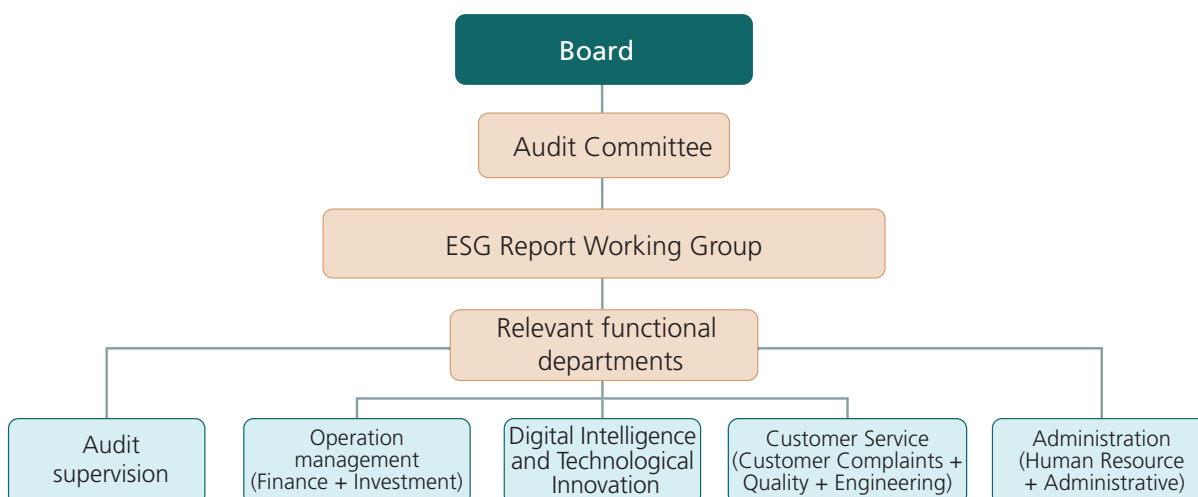 Board
Audit Committee
ESG Report Working Group
Relevant functional
departments
Audit
supervision
Operation
management
(Finance + Investment)
Digital Intelligence
and Technological
Innovation
Customer Service
(Customer Complaints +
Quality + Engineering)
Administration
(Human Resource
+ Administrative)